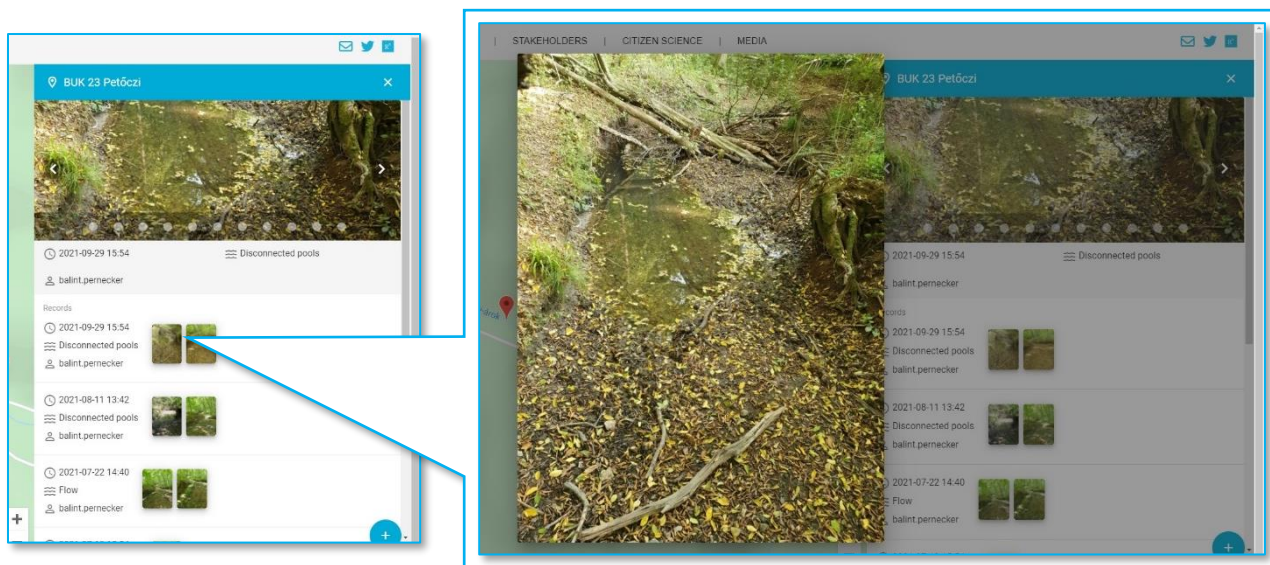 BUK 23 Petőczi
2021-09-29 15:54
Disconnected pools
balint.pernecker
Records
2021-09-29 15:54
Disconnected pools
balint.pernecker
2021-08-11 13:42
Disconnected pools
balint.pernecker
2021-07-22 14:40
Flow
balint.pernecker
| STAKEHOLDERS | CITIZEN SCIENCE | MEDIA
BUK 23 Petőczi
2021-09-29 15:54
Disconnected pools
balint.pernecker
cords
2021-09-29 15:54
Disconnected pools
balint.pernecker
2021-08-11 13:42
Disconnected pools
balint.pernecker
2021-07-22 14:40
Flow
balint.pernecker